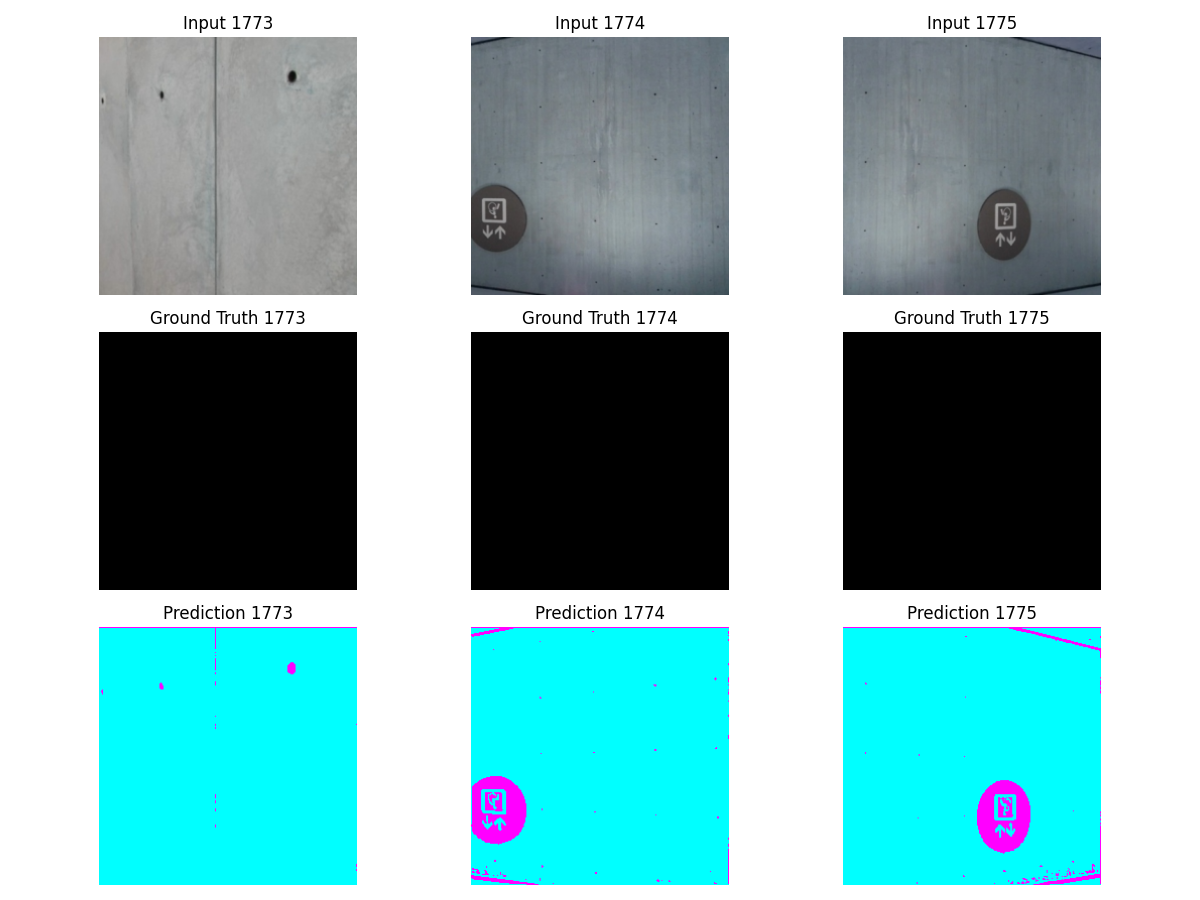 Input 1773
Input 1774
Input 1775
Ground Truth 1773
Ground Truth 1774
Ground Truth 1775
Prediction 1773
Prediction 1774
Prediction 1775